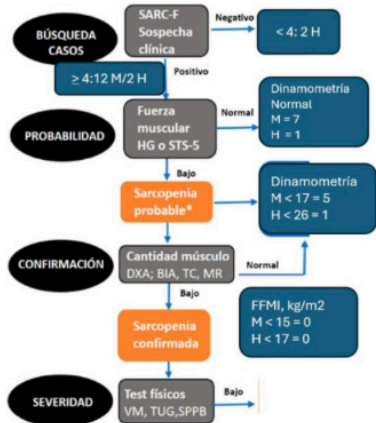 BÚSQUEDA
CASOS
SARC-F
Sospecha
clínica
Negativo
< 4: 2 H
≥ 4:12 M/2 H
Positivo
PROBABILIDAD
Fuerza
muscular
HG o STS-5
Normal
Dinamometría
Normal
M = 7
H = 1
Bajo
Sarcopenia
probable*
Dinamometría
M < 17 = 5
H < 26 = 1
CONFIRMACIÓN
Cantidad músculo
DXA; BIA, TC, MR
Normal
Bajo
FFMI, kg/m2
M < 15 = 0
H < 17 = 0
Sarcopenia
confirmada
SEVERIDAD
Test físicos
VM, TUG,SPPB
Bajo